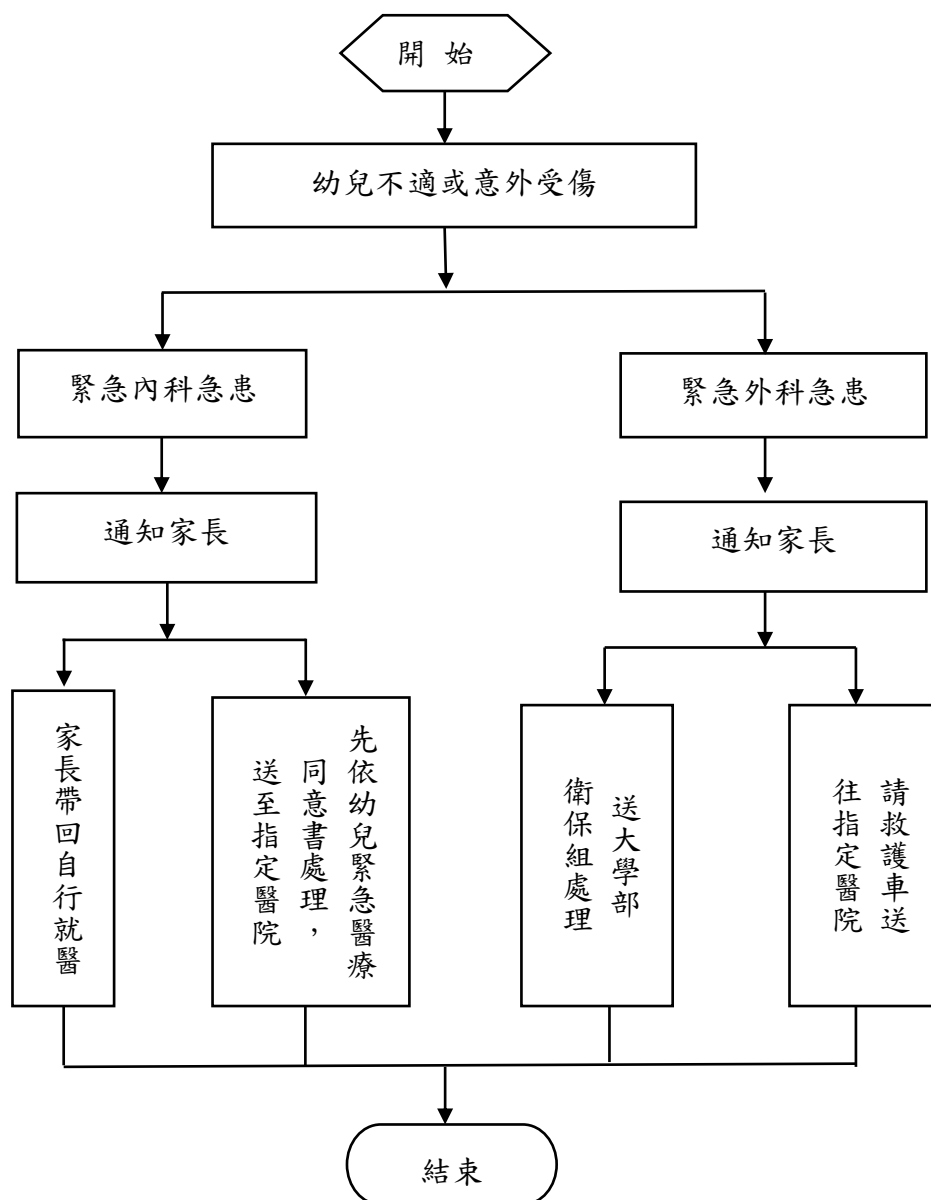 開 始
幼兒不適或意外受傷
緊急內科急患
緊急外科急患
通知家長
通知家長
家長帶回自行就醫
先依幼兒緊急醫療
同意書處理，
送至指定醫院
送大學部
衛保組處理
請救護車送
往指定醫院
結束